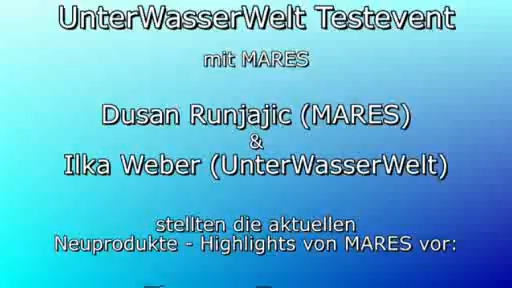 UnterWasserWelt Testevent
mit MARES
Dusan Runjajic (MARES)
&
Ilka Weber (UnterWasserWelt)
stellten die aktuellen
Neuprodukte - Highlights von MARES vor: